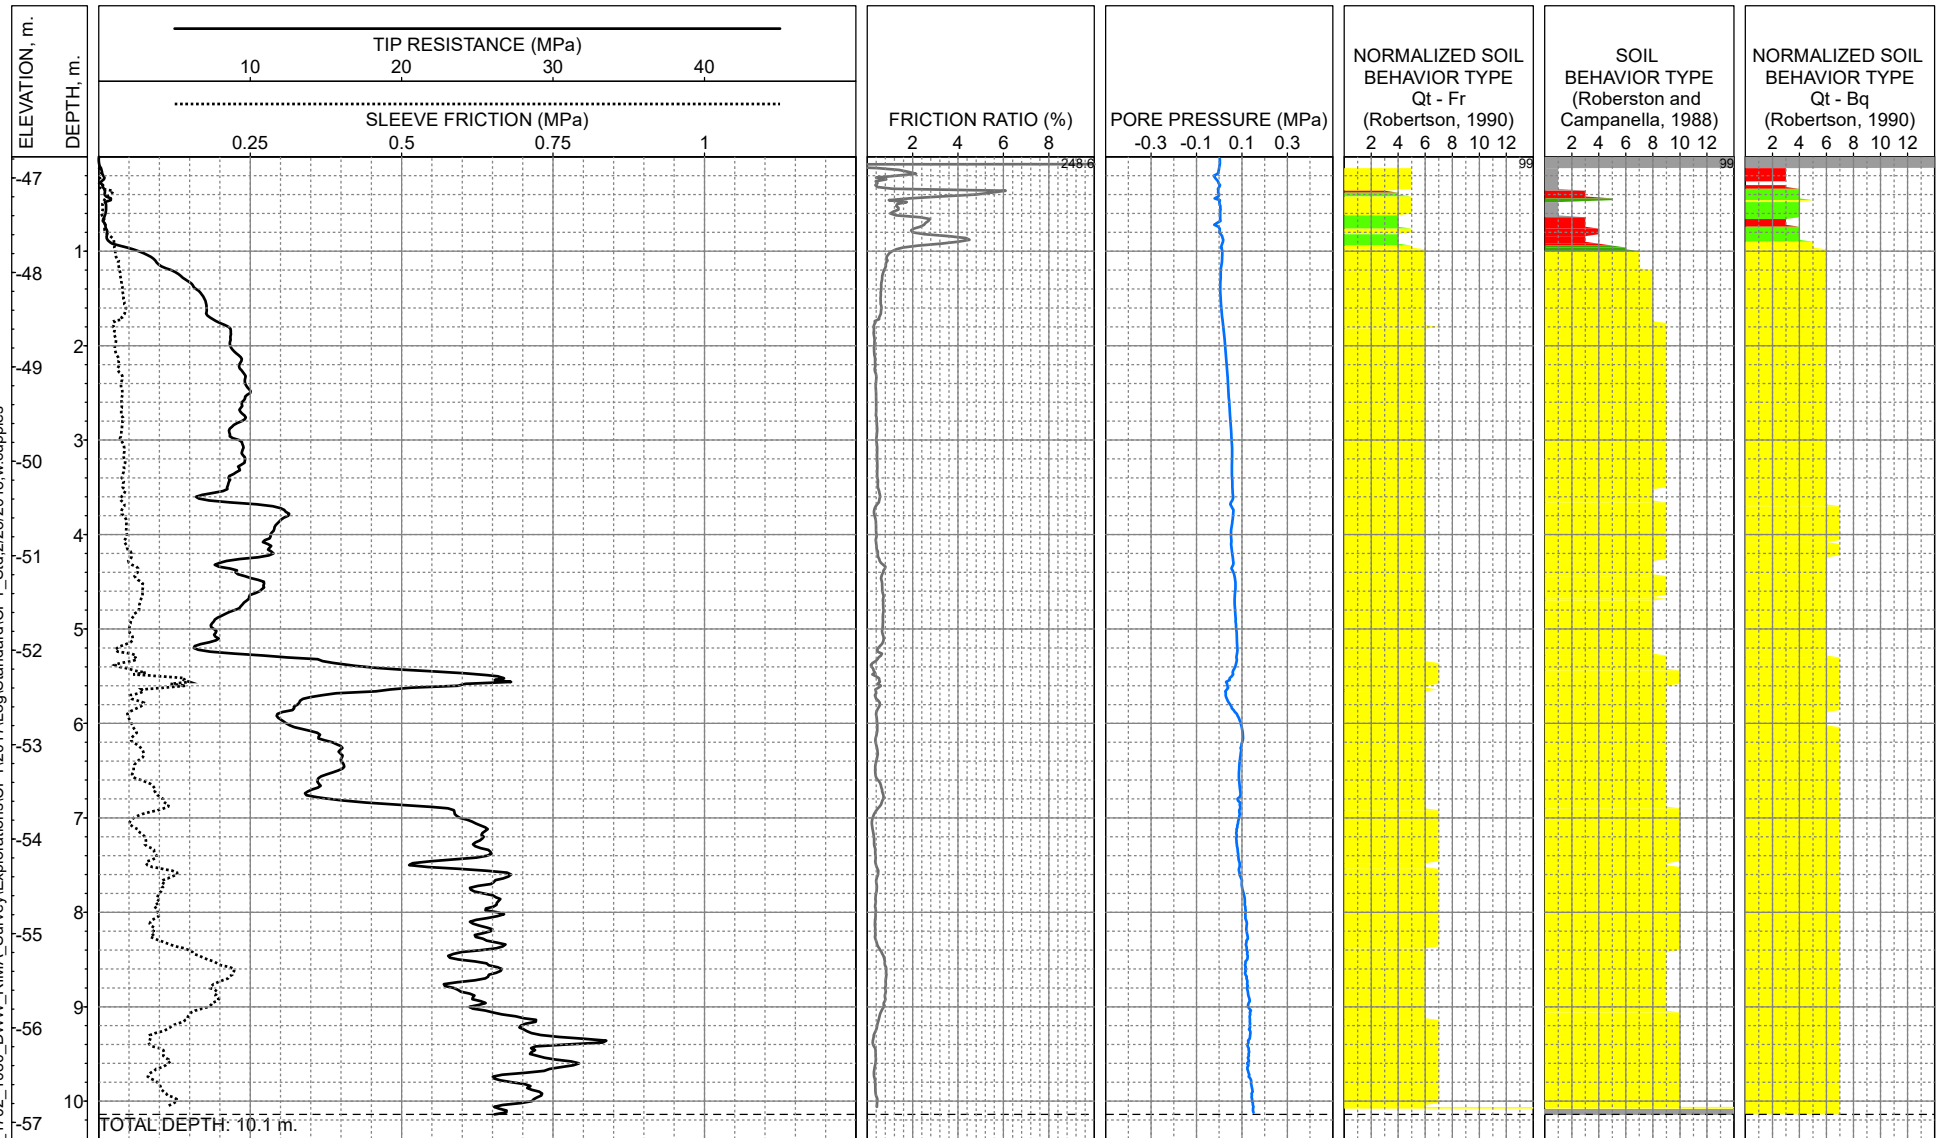 ELEVATION, m.
DEPTH, m.
TIP RESISTANCE (MPa)
10 20 30 40
SLEEVE FRICTION (MPa)
0.25 0.5 0.75 1
FRICTION RATIO (%)
2 4 6 8
248.6
PORE PRESSURE (MPa)
-0.3 -0.1 0.1 0.3
NORMALIZED SOIL
BEHAVIOR TYPE
Qt - Fr
(Robertson, 1990)
2 4 6 8 10 12
99
SOIL
BEHAVIOR TYPE
(Roberston and
Campanella, 1988)
2 4 6 8 10 12
99
NORMALIZED SOIL
BEHAVIOR TYPE
Qt - Bq
(Robertson, 1990)
2 4 6 8 10 12
-47
1
-48
2
-49
3
-50
4
-51
5
-52
6
-53
7
-54
8
-55
9
-56
10
-57
TOTAL DEPTH: 10.1 m.